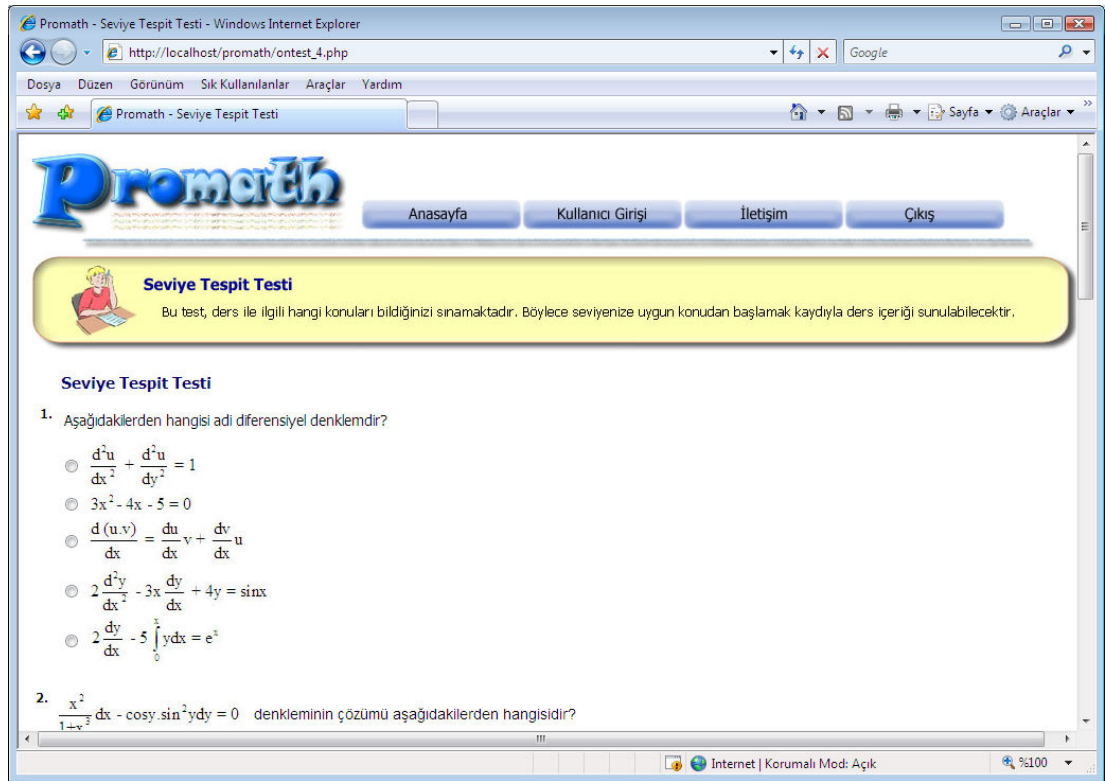 Promath - Seviye Tespit Testi - Windows Internet Explorer
http://localhost/promath/ontest_4.php
Google
Dosya Düzen Görünüm Sık Kullanılanlar Araçlar Yardım
Promath - Seviye Tespit Testi
Sayfa Araçlar
Promath
Anasayfa Kullanıcı Girişi İletişim Çıkış
Seviye Tespit Testi
Bu test, ders ile ilgili hangi konuları bildiğinizi sınamaktadır. Böylece seviyenize uygun konudan başlamak kaydıyla ders içeriği sunulabilecektir.
Seviye Tespit Testi
1. Aşağıdakilerden hangisi adi diferensiyel denklemdir?
d²u/dx² + d²u/dy² = 1
3x² - 4x - 5 = 0
d (u.v)/dx = du/dx v + dv/dx u
2 d²y/dx² - 3x dy/dx + 4y = sinx
2 dy/dx - 5 ∫₀ˣ ydx = eˣ
2. x²/1+x³ dx - cosy.sin²ydy = 0 denkleminin çözümü aşağıdakilerden hangisidir?
Internet | Korumalı Mod: Açık %100